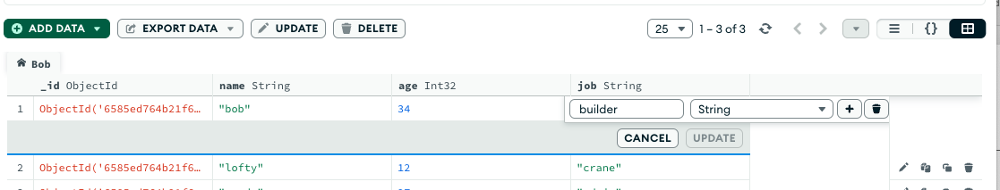 ADD DATA EXPORT DATA UPDATE DELETE 25 1 – 3 of 3 {}
Bob
_id ObjectId name String age Int32 job String
1 ObjectId('6585ed764b21f6… "bob" 34 builder String
CANCEL UPDATE
2 ObjectId('6585ed764b21f6… "lofty" 12 "crane"